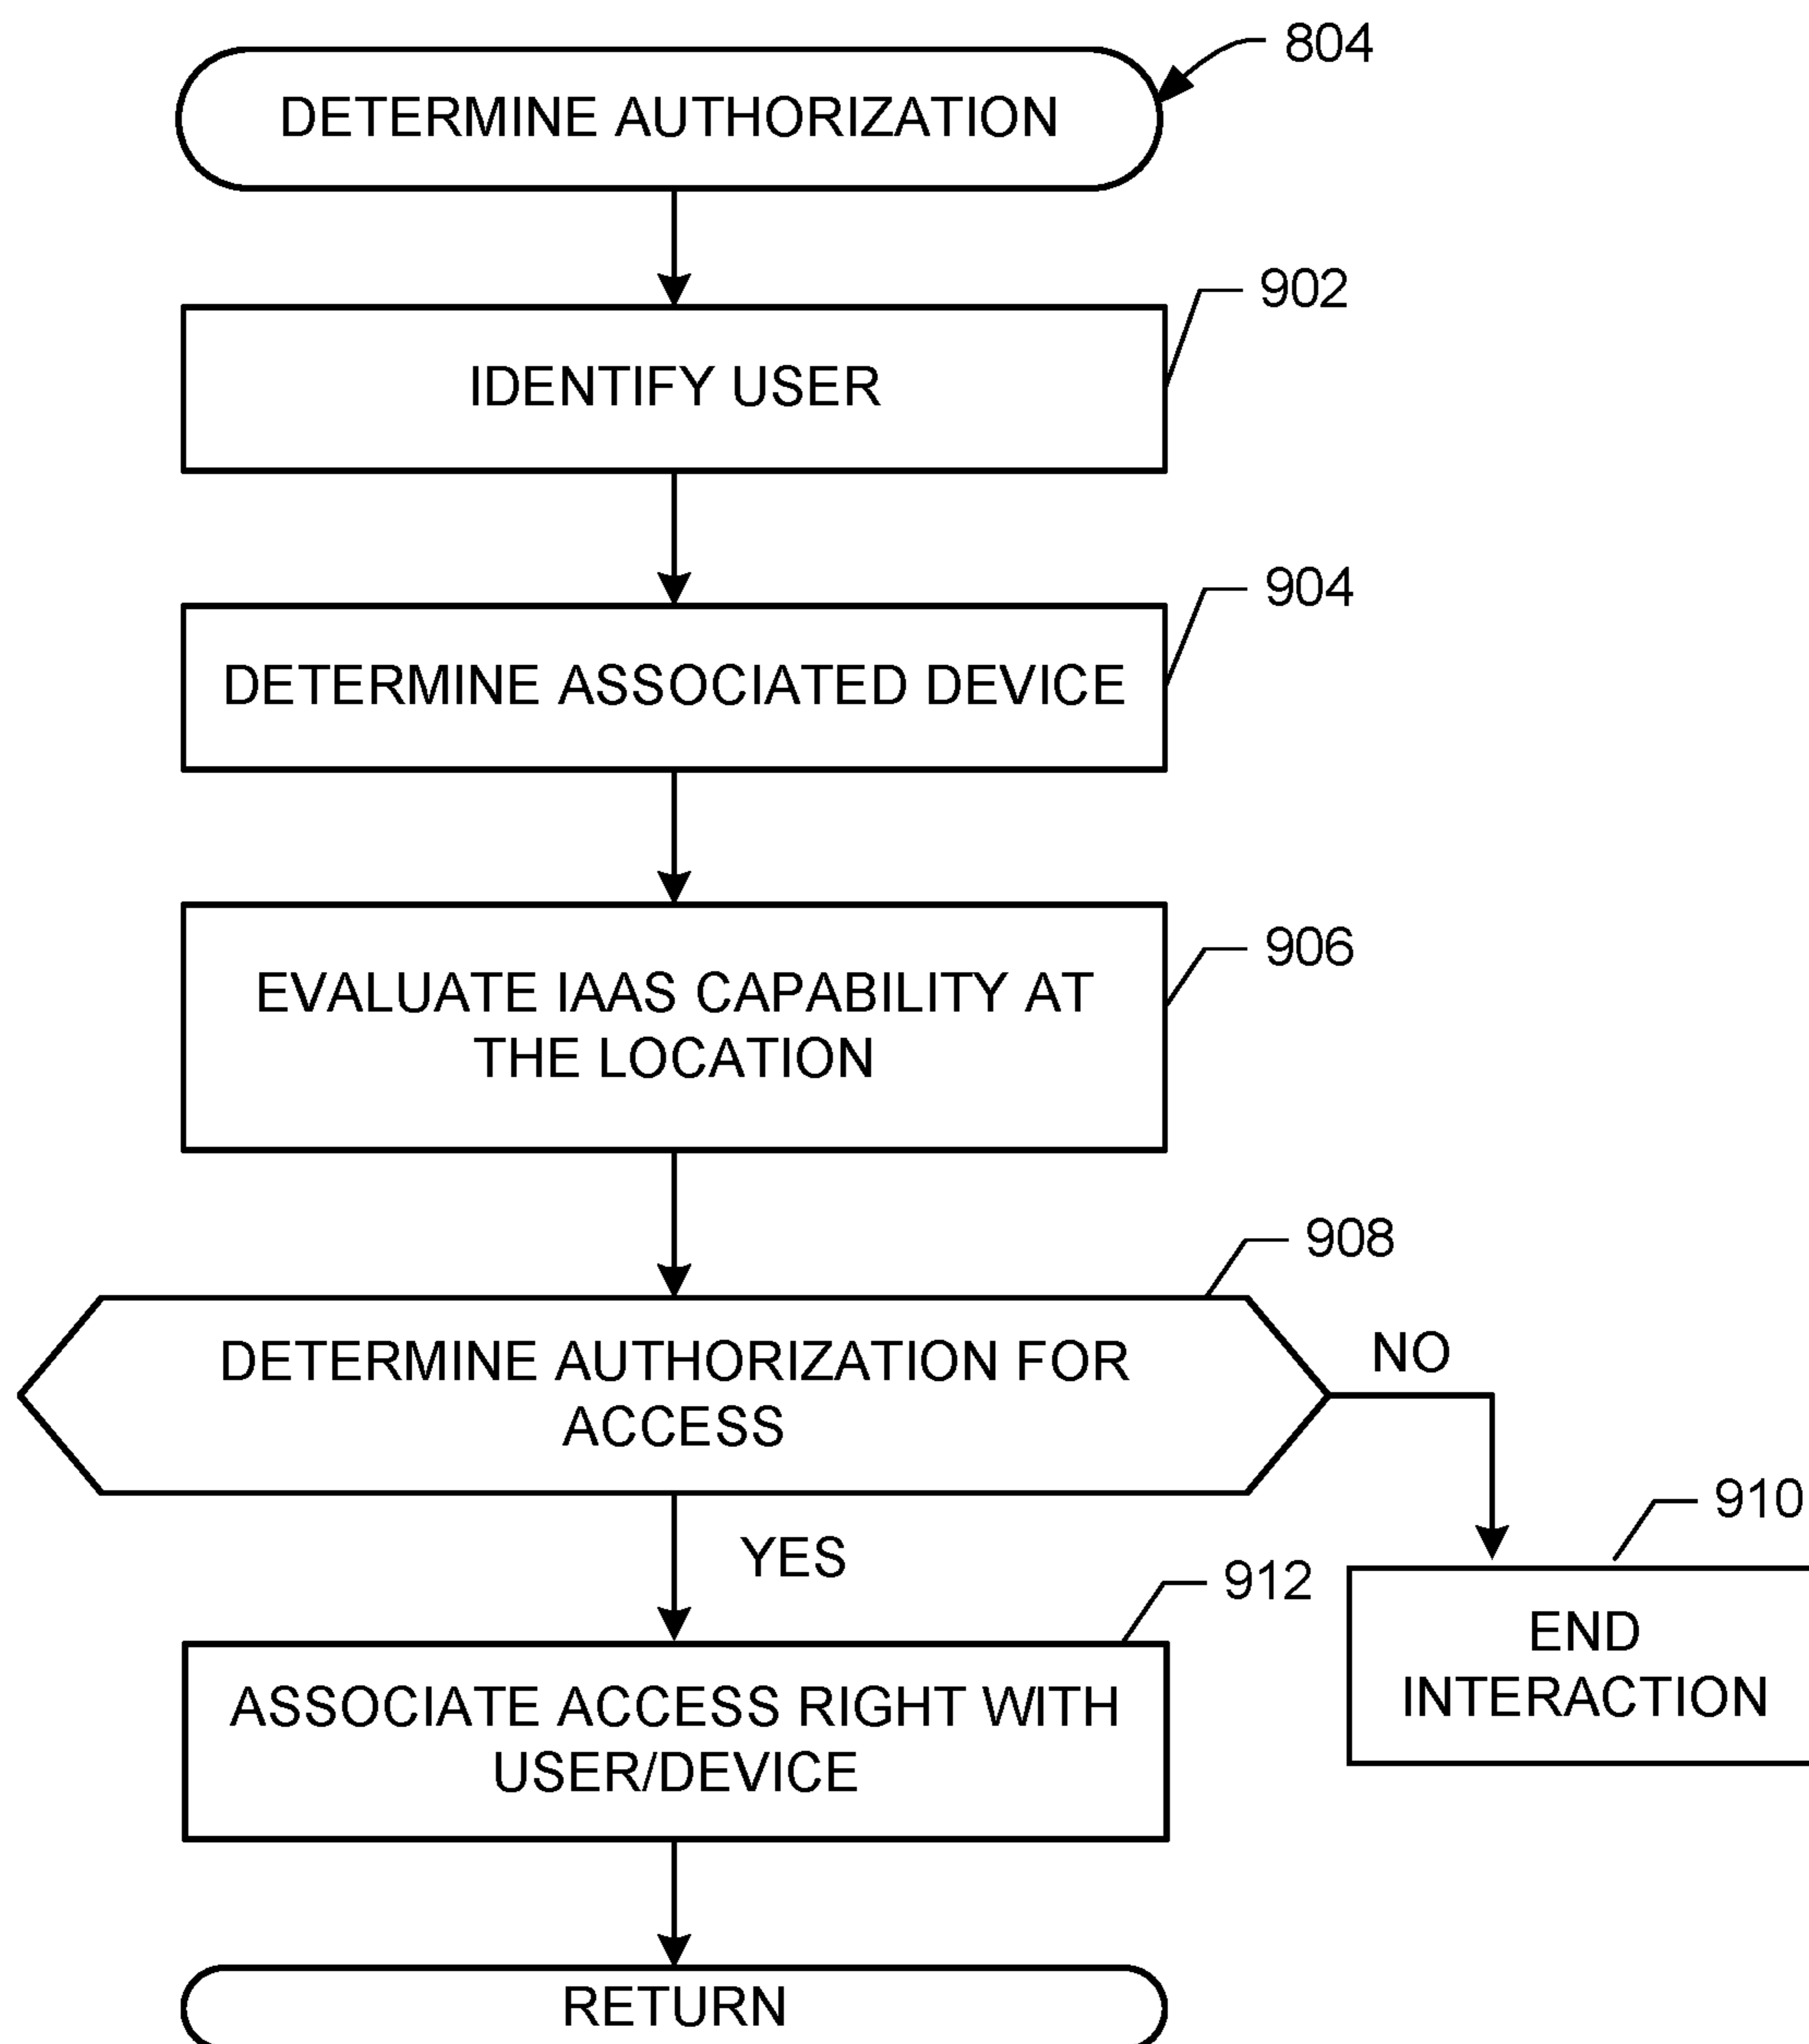 804
DETERMINE AUTHORIZATION
902
IDENTIFY USER
904
DETERMINE ASSOCIATED DEVICE
906
EVALUATE IAAS CAPABILITY AT
THE LOCATION
908
DETERMINE AUTHORIZATION FOR
ACCESS
NO
910
YES
912
END
INTERACTION
ASSOCIATE ACCESS RIGHT WITH
USER/DEVICE
RETURN